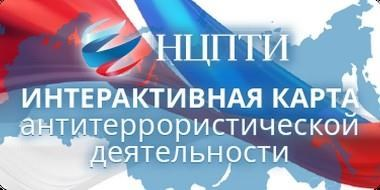 НЦПТИ
ИНТЕРАКТИВНАЯ КАРТА
антитеррористической
деятельности